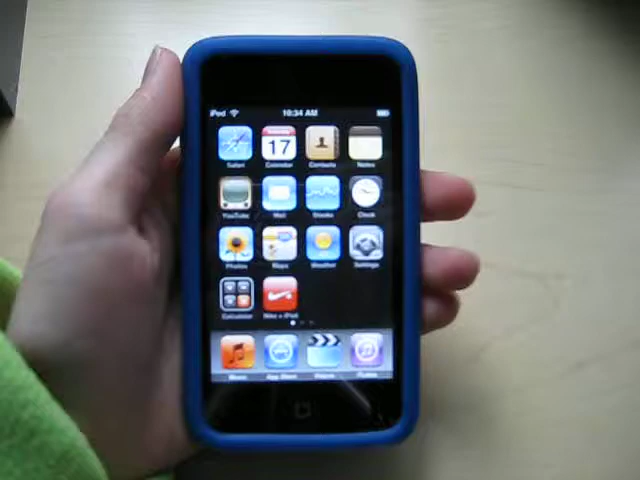 iPod 10:34 AM
Safari Calendar Contacts Notes
17
YouTube Mail Stocks Clock
Photos Maps Weather Settings
Calculator Nike + iPod
Music App Store Videos iTunes